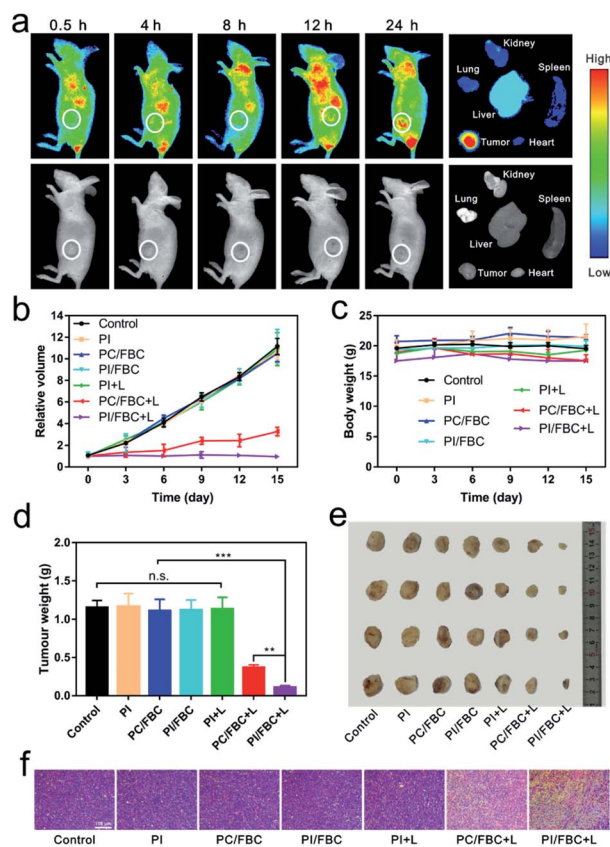 a
0.5 h 4 h 8 h 12 h 24 h
High
Kidney
Lung
Spleen
Liver
Tumor
Heart
Kidney
Lung
Spleen
Liver
Tumor
Heart
Low
b
Relative volume
14
12
10
8
6
4
2
0
Control
PI
PC/FBC
PI/FBC
PI+L
PC/FBC+L
PI/FBC+L
0 3 6 9 12 15
Time (day)
c
Body weight (g)
25
20
15
10
5
0
Control
PI
PC/FBC
PI/FBC
PI+L
PC/FBC+L
PI/FBC+L
0 3 6 9 12 15
Time (day)
d
Tumour weight (g)
2.0
1.5
1.0
0.5
0.0
***
n.s.
**
Control PI PC/FBC PI/FBC PI+L PC/FBC+L PI/FBC+L
e
Control PI PC/FBC PI/FBC PI+L PC/FBC+L PI/FBC+L
f
Control PI PC/FBC PI/FBC PI+L PC/FBC+L PI/FBC+L